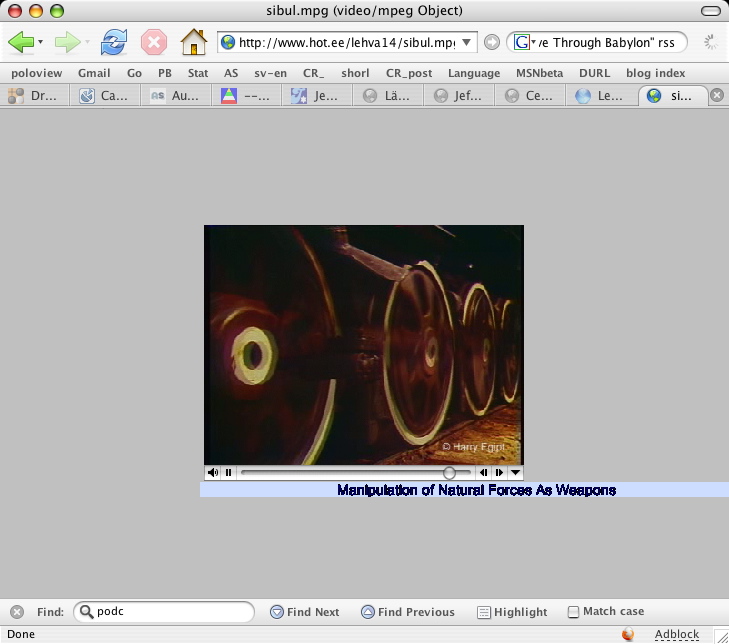 sibul.mpg (video/mpeg Object)
http://www.hot.ee/lehva14/sibul.mp
ve Through Babylon" rss
poloview Gmail Go PB Stat AS sv-en CR_ shorl CR_post Language MSNbeta DURL blog index
Dr... Ca... Au... --... Je... Lä... Jef... Ce... Le... si...
© Harry Egipt
Manipulation of Natural Forces As Weapons
Find: podc Find Next Find Previous Highlight Match case
Done Adblock